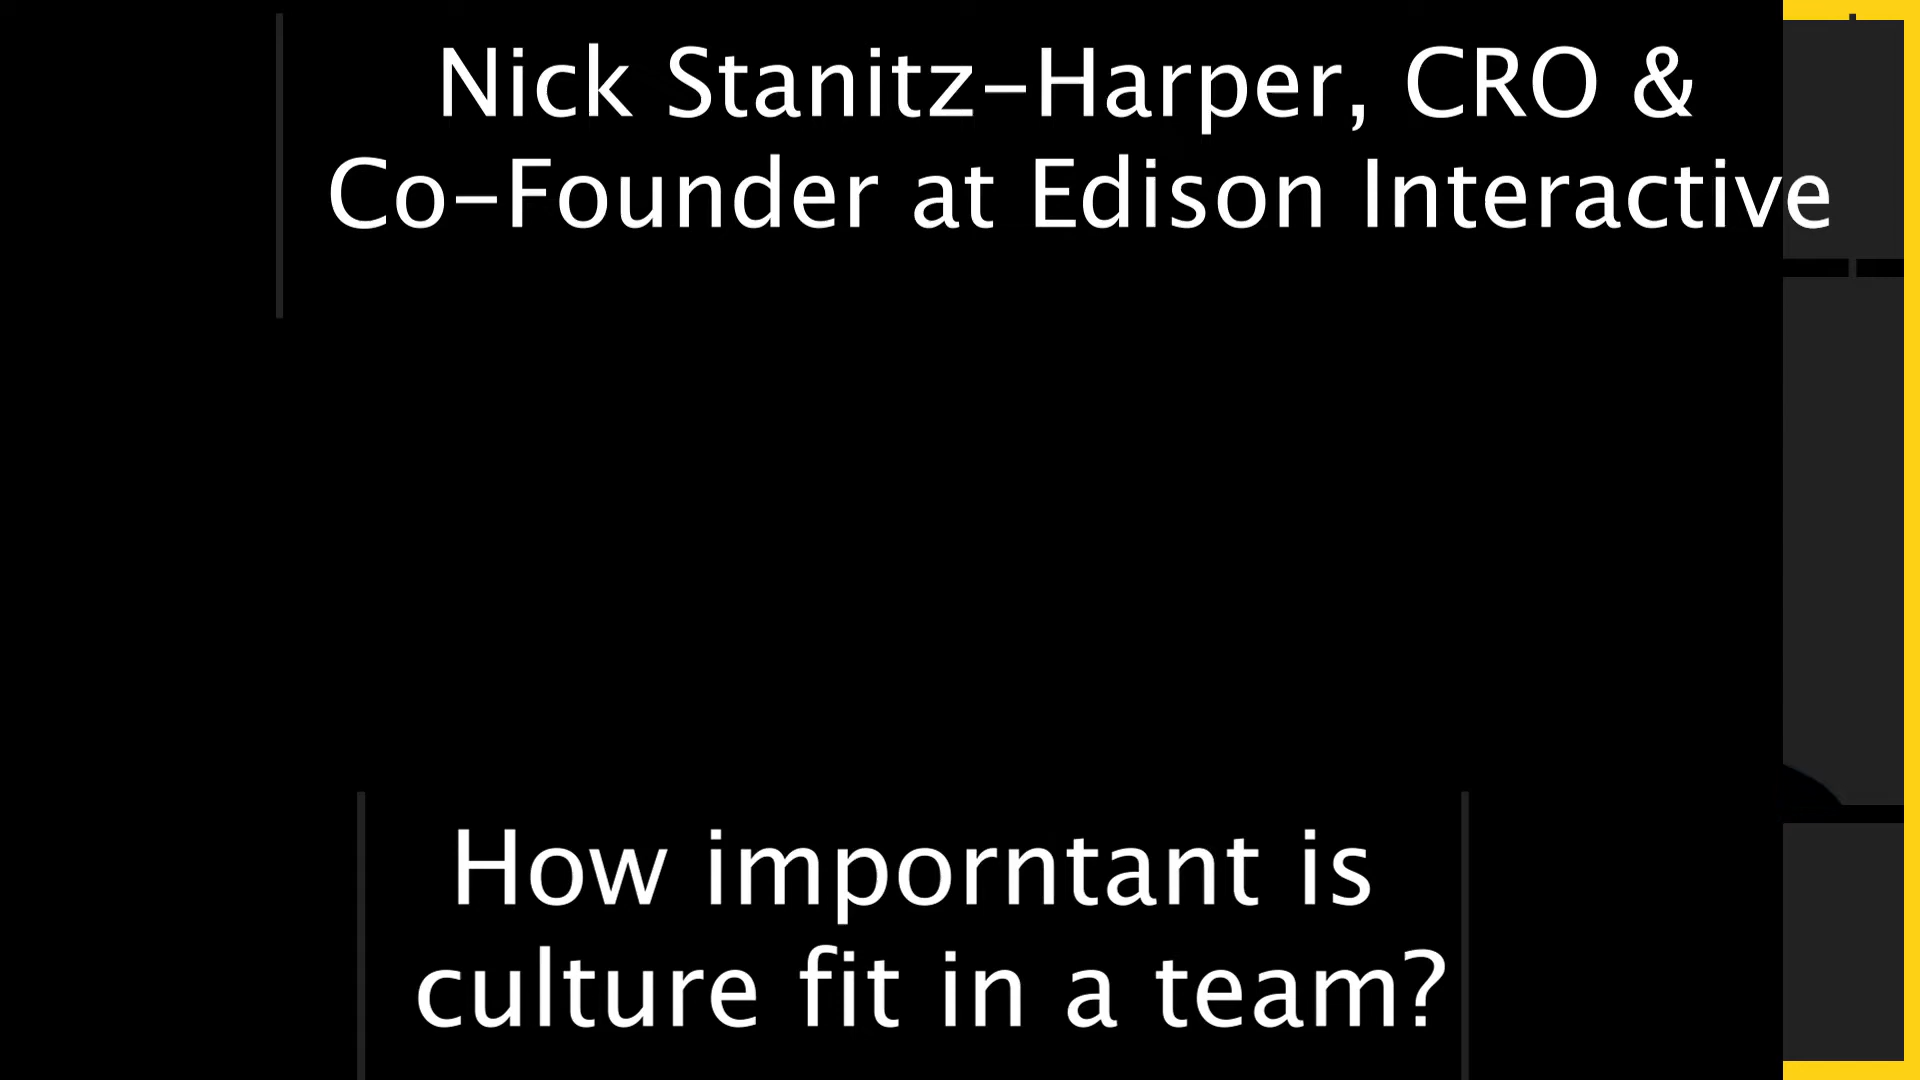 Nick Stanitz-Harper, CRO &
Co-Founder at Edison Interactive
How imporntant is
culture fit in a team?